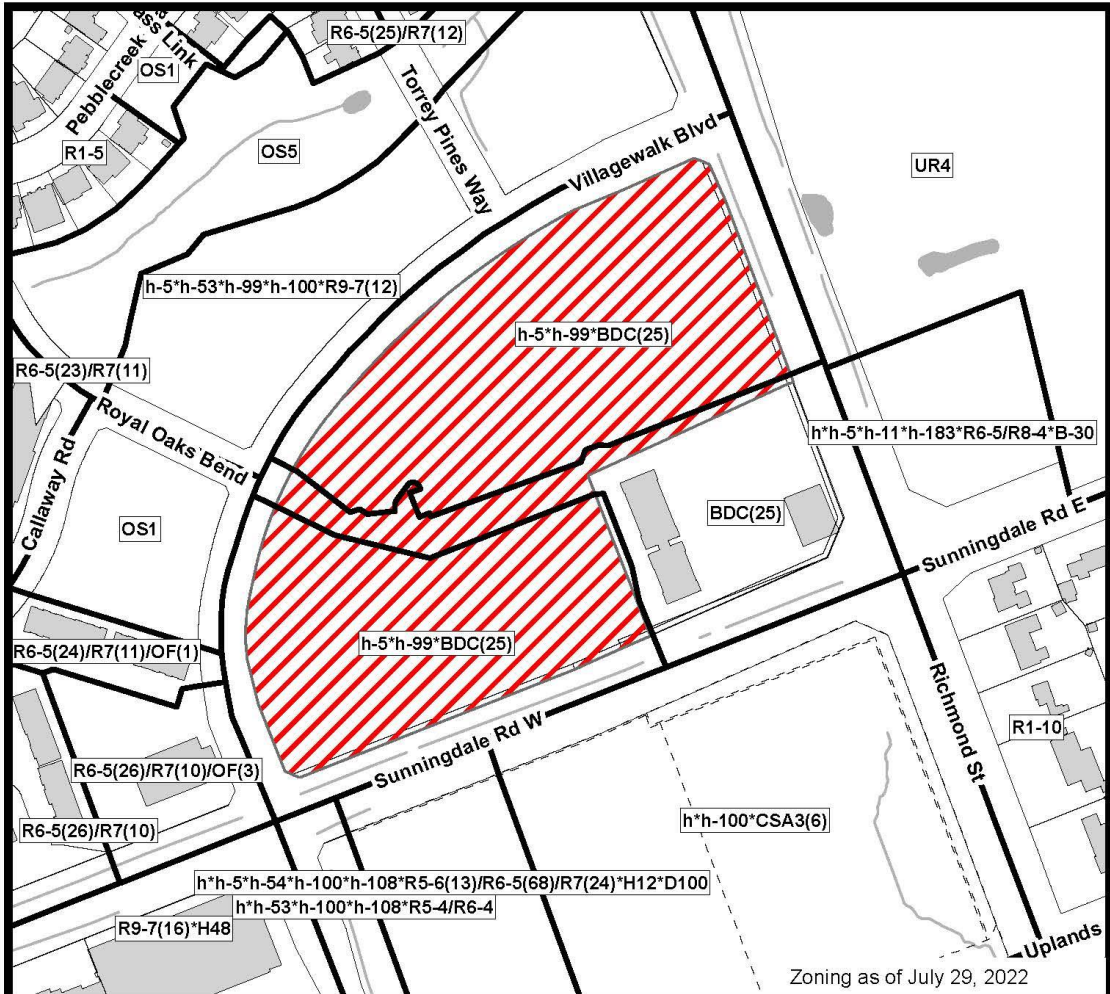 R6-5(25)/R7(12)
Pebblecreek
Link
OS1
Torrey Pines Way
R1-5
OS5
Villagewalk Blvd
UR4
h-5*h-53*h-99*h-100*R9-7(12)
h-5*h-99*BDC(25)
R6-5(23)/R7(11)
Royal Oaks Bend
h*h-5*h-11*h-183*R6-5/R8-4*B-30
Callaway Rd
OS1
BDC(25)
Sunningdale Rd E
R6-5(24)/R7(11)/OF(1)
h-5*h-99*BDC(25)
Richmond St
R1-10
Sunningdale Rd W
R6-5(26)/R7(10)/OF(3)
R6-5(26)/R7(10)
h*h-100*CSA3(6)
h*h-5*h-54*h-100*h-108*R5-6(13)/R6-5(68)/R7(24)*H12*D100
h*h-53*h-100*h-108*R5-4/R6-4
R9-7(16)*H48
Uplands
Zoning as of July 29, 2022